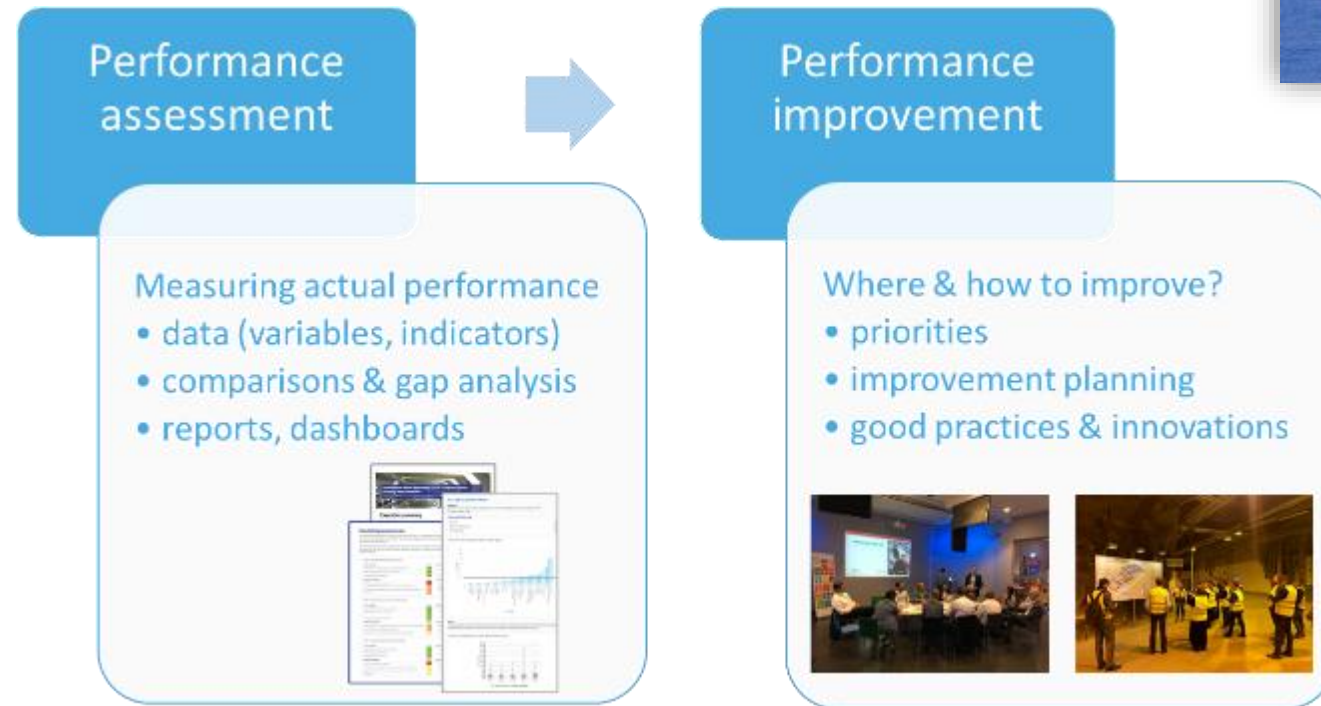 Performance
assessment
Measuring actual performance
• data (variables, indicators)
• comparisons & gap analysis
• reports, dashboards
Performance
improvement
Where & how to improve?
• priorities
• improvement planning
• good practices & innovations